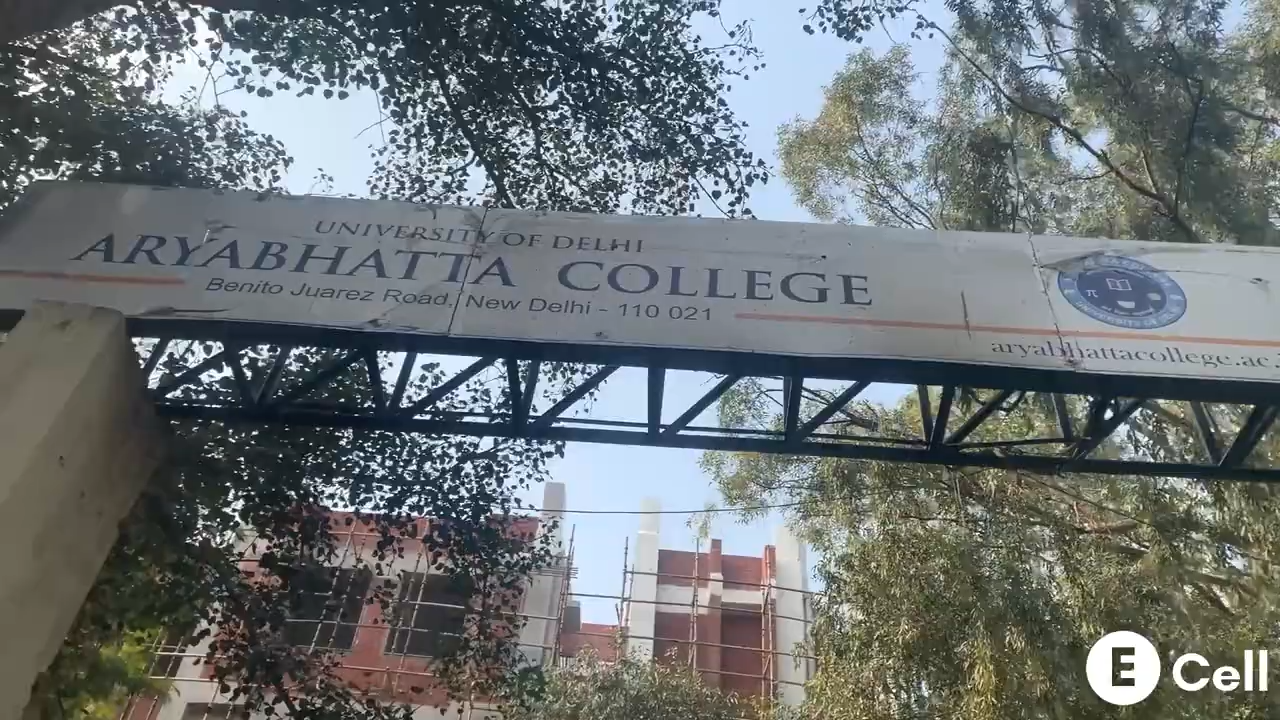 UNIVERSITY OF DELHI
ARYABHATTA COLLEGE
Benito Juarez Road, New Delhi - 110 021
π
aryabhattacollege.ac.
E Cell